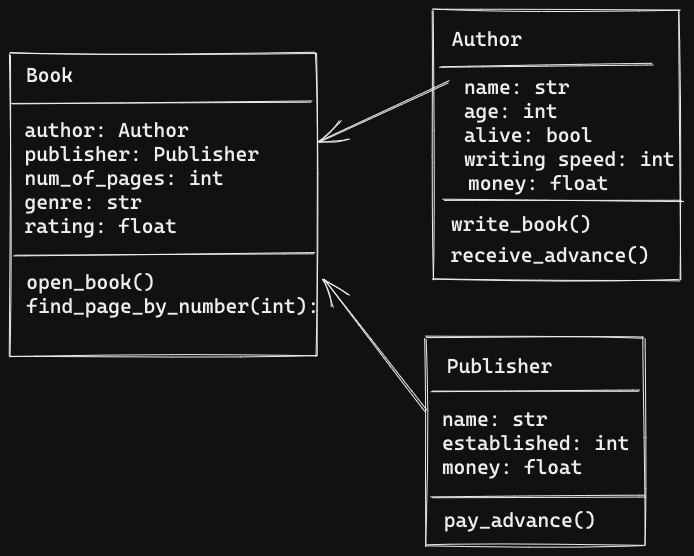 Book
author: Author
publisher: Publisher
num_of_pages: int
genre: str
rating: float
open_book()
find_page_by_number(int):
Author
name: str
age: int
alive: bool
writing speed: int
money: float
write_book()
receive_advance()
Publisher
name: str
established: int
money: float
pay_advance()